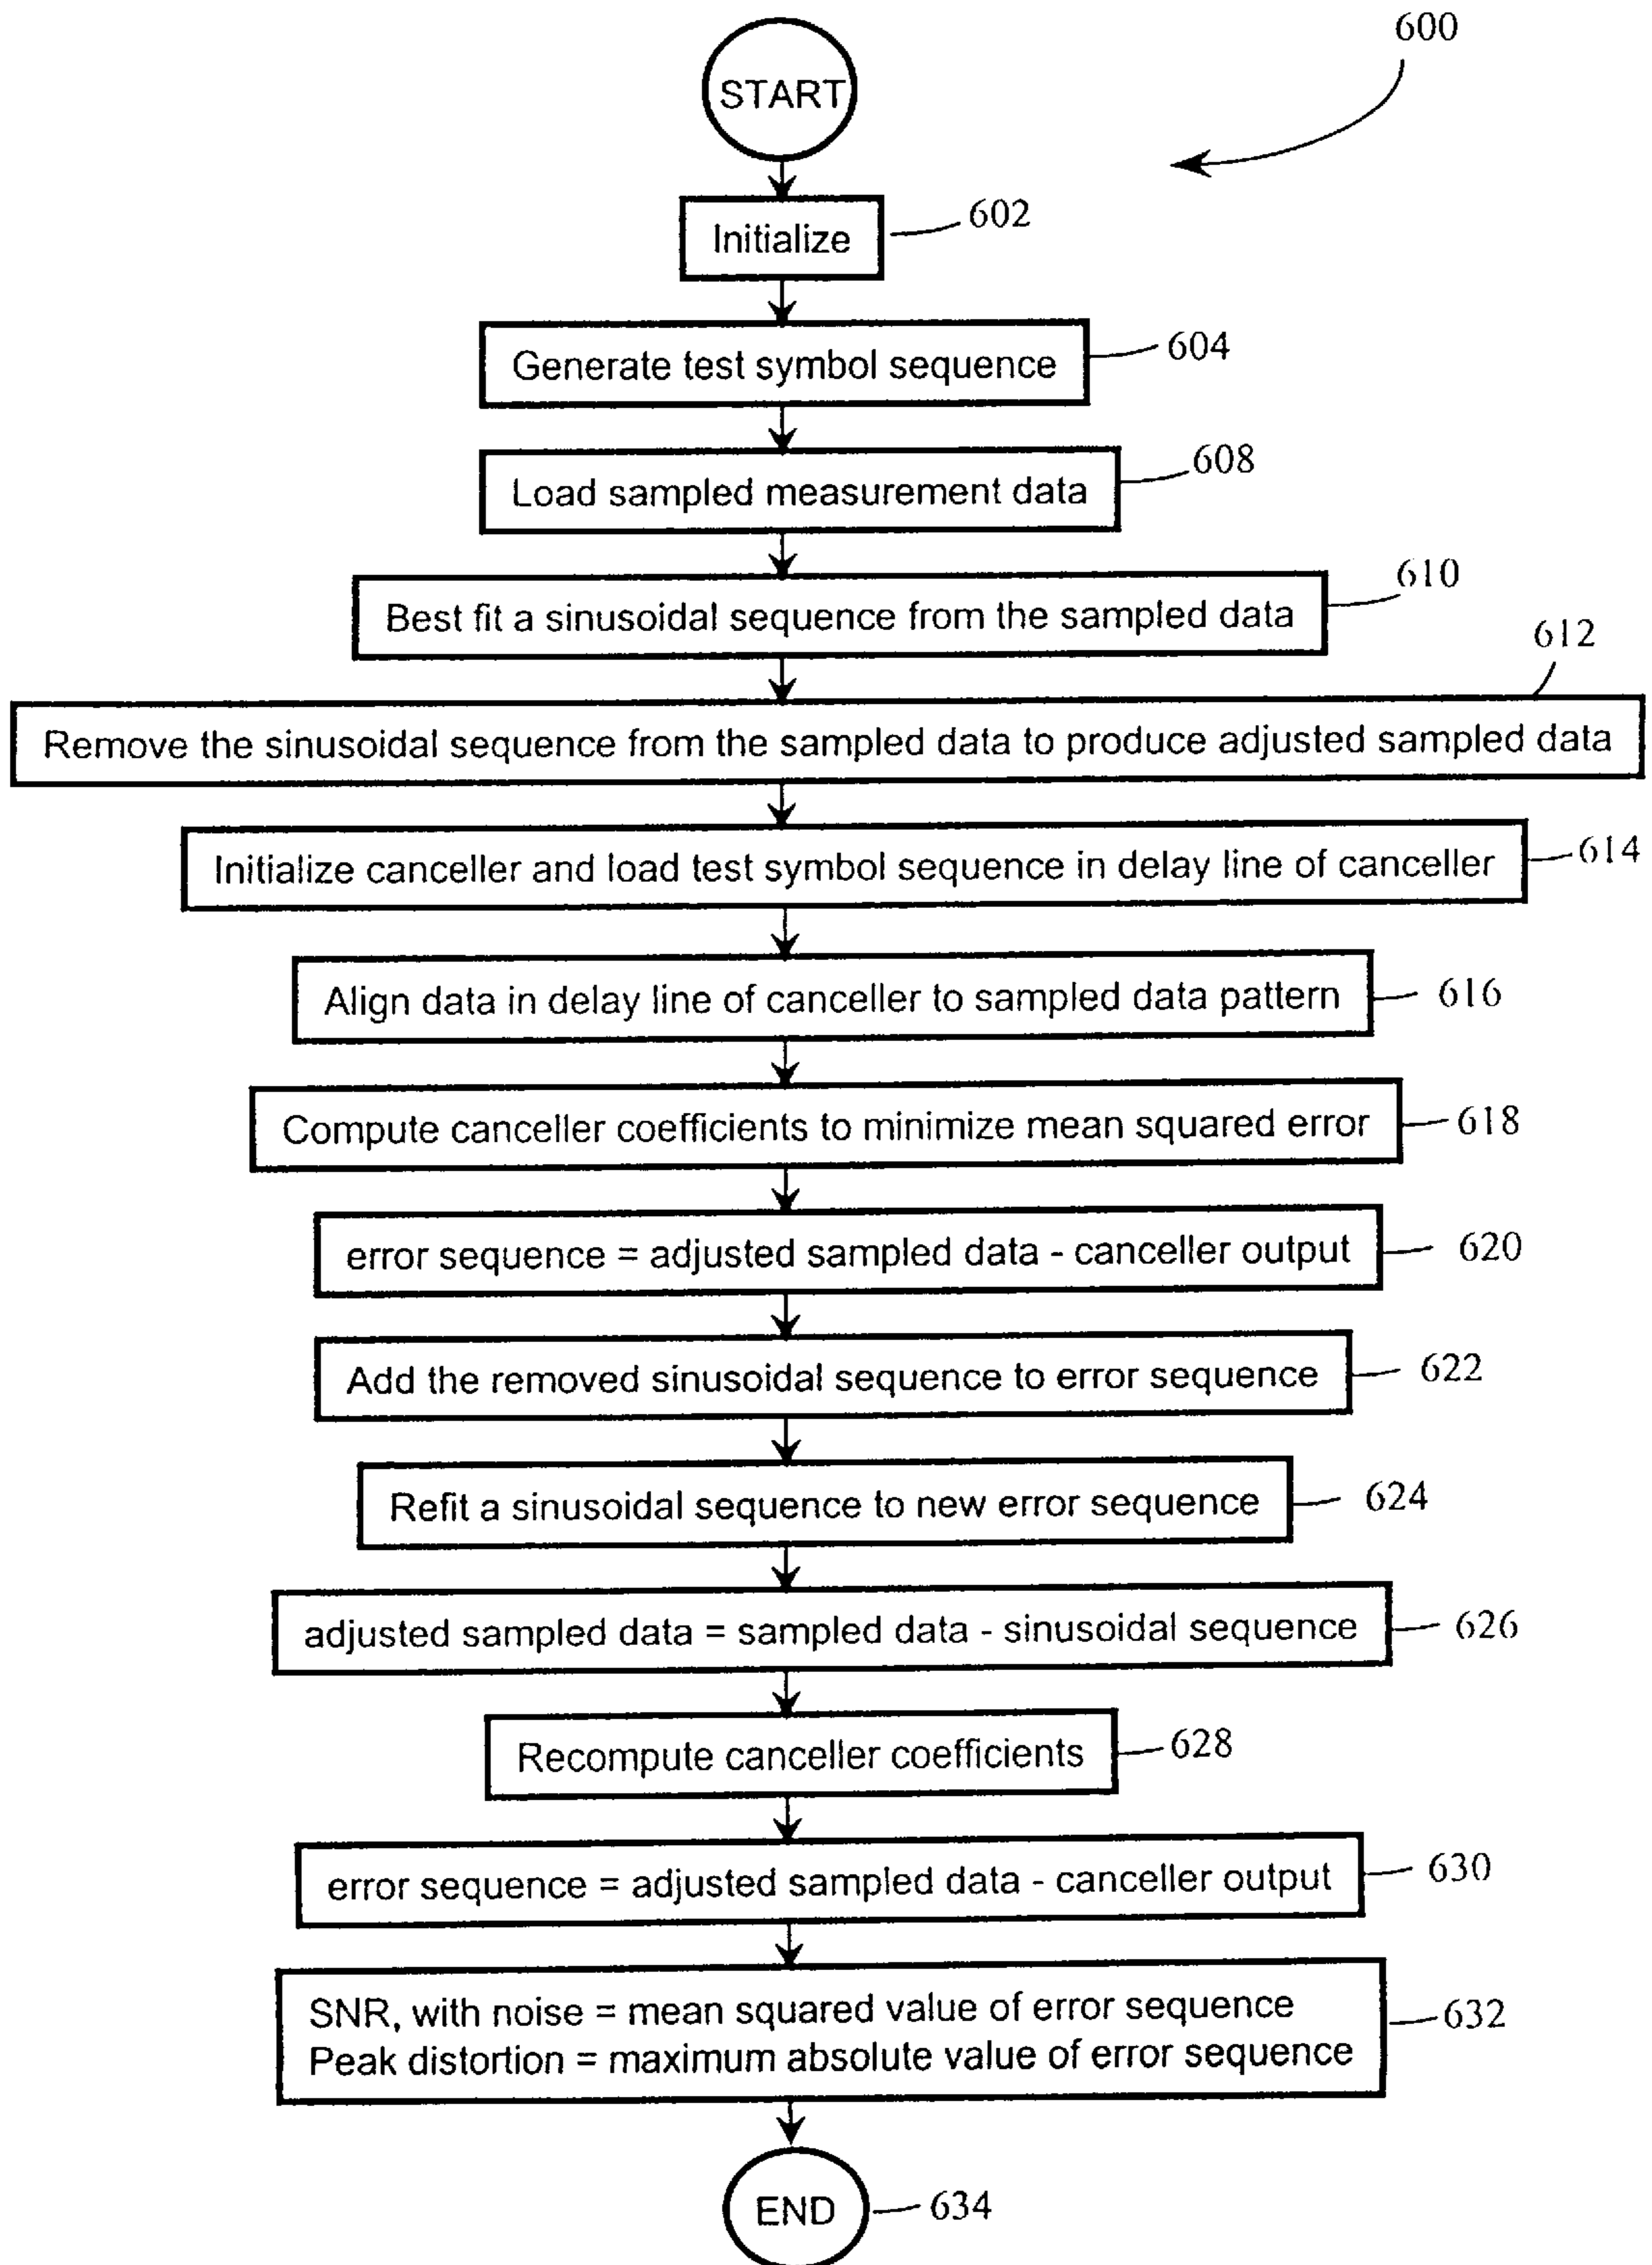 600
START
Initialize
602
Generate test symbol sequence
604
Load sampled measurement data
608
Best fit a sinusoidal sequence from the sampled data
610
612
Remove the sinusoidal sequence from the sampled data to produce adjusted sampled data
Initialize canceller and load test symbol sequence in delay line of canceller
614
Align data in delay line of canceller to sampled data pattern
616
Compute canceller coefficients to minimize mean squared error
618
error sequence = adjusted sampled data - canceller output
620
Add the removed sinusoidal sequence to error sequence
622
Refit a sinusoidal sequence to new error sequence
624
adjusted sampled data = sampled data - sinusoidal sequence
626
Recompute canceller coefficients
628
error sequence = adjusted sampled data - canceller output
630
SNR, with noise = mean squared value of error sequence
Peak distortion = maximum absolute value of error sequence
632
END
634